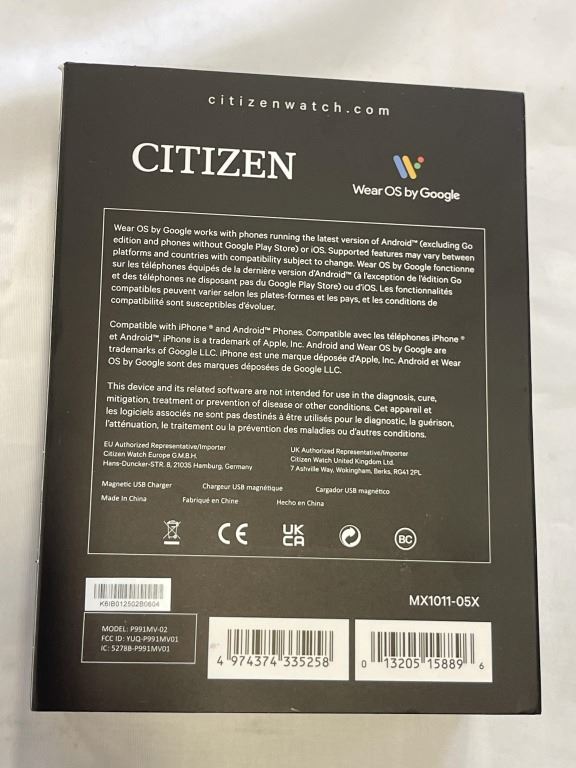 citizenwatch.com
CITIZEN
Wear OS by Google
Wear OS by Google works with phones running the latest version of Android™ (excluding Go
edition and phones without Google Play Store) or iOS. Supported features may vary between
platforms and countries with compatibility subject to change. Wear OS by Google fonctionne
sur les téléphones équipés de la dernière version d'Android™ (à l'exception de l'édition Go
et des téléphones ne disposant pas du Google Play Store) ou d'iOS. Les fonctionnalités
compatibles peuvent varier selon les plates-formes et les pays, et les conditions de
compatibilité sont susceptibles d'évoluer.
Compatible with iPhone® and Android™ Phones. Compatible avec les téléphones iPhone®
et Android™. iPhone is a trademark of Apple, Inc. Android and Wear OS by Google are
trademarks of Google LLC. iPhone est une marque déposée d'Apple, Inc. Android et Wear
OS by Google sont des marques déposées de Google LLC.
This device and its related software are not intended for use in the diagnosis, cure,
mitigation, treatment or prevention of disease or other conditions. Cet appareil et
les logiciels associés ne sont pas destinés à être utilisés pour le diagnostic, la guérison,
l'atténuation, le traitement ou la prévention des maladies ou d'autres conditions.
EU Authorized Representative/Importer
Citizen Watch Europe G.M.B.H.
Hans-Duncker-STR. 8, 21035 Hamburg, Germany
UK Authorized Representative/Importer
Citizen Watch United Kingdom Ltd.
7 Ashville Way, Wokingham, Berks, RG41 2PL
Magnetic USB Charger Chargeur USB magnétique Cargador USB magnético
Made In China Fabriqué en Chine Hecho en China
CE UK CA BC
MX1011-05X
K6IB012502B0604
MODEL: P991MV-02
FCC ID: YUQ-P991MV01
IC: 5278B-P991MV01
4 974374 335258
0 13205 15889 6